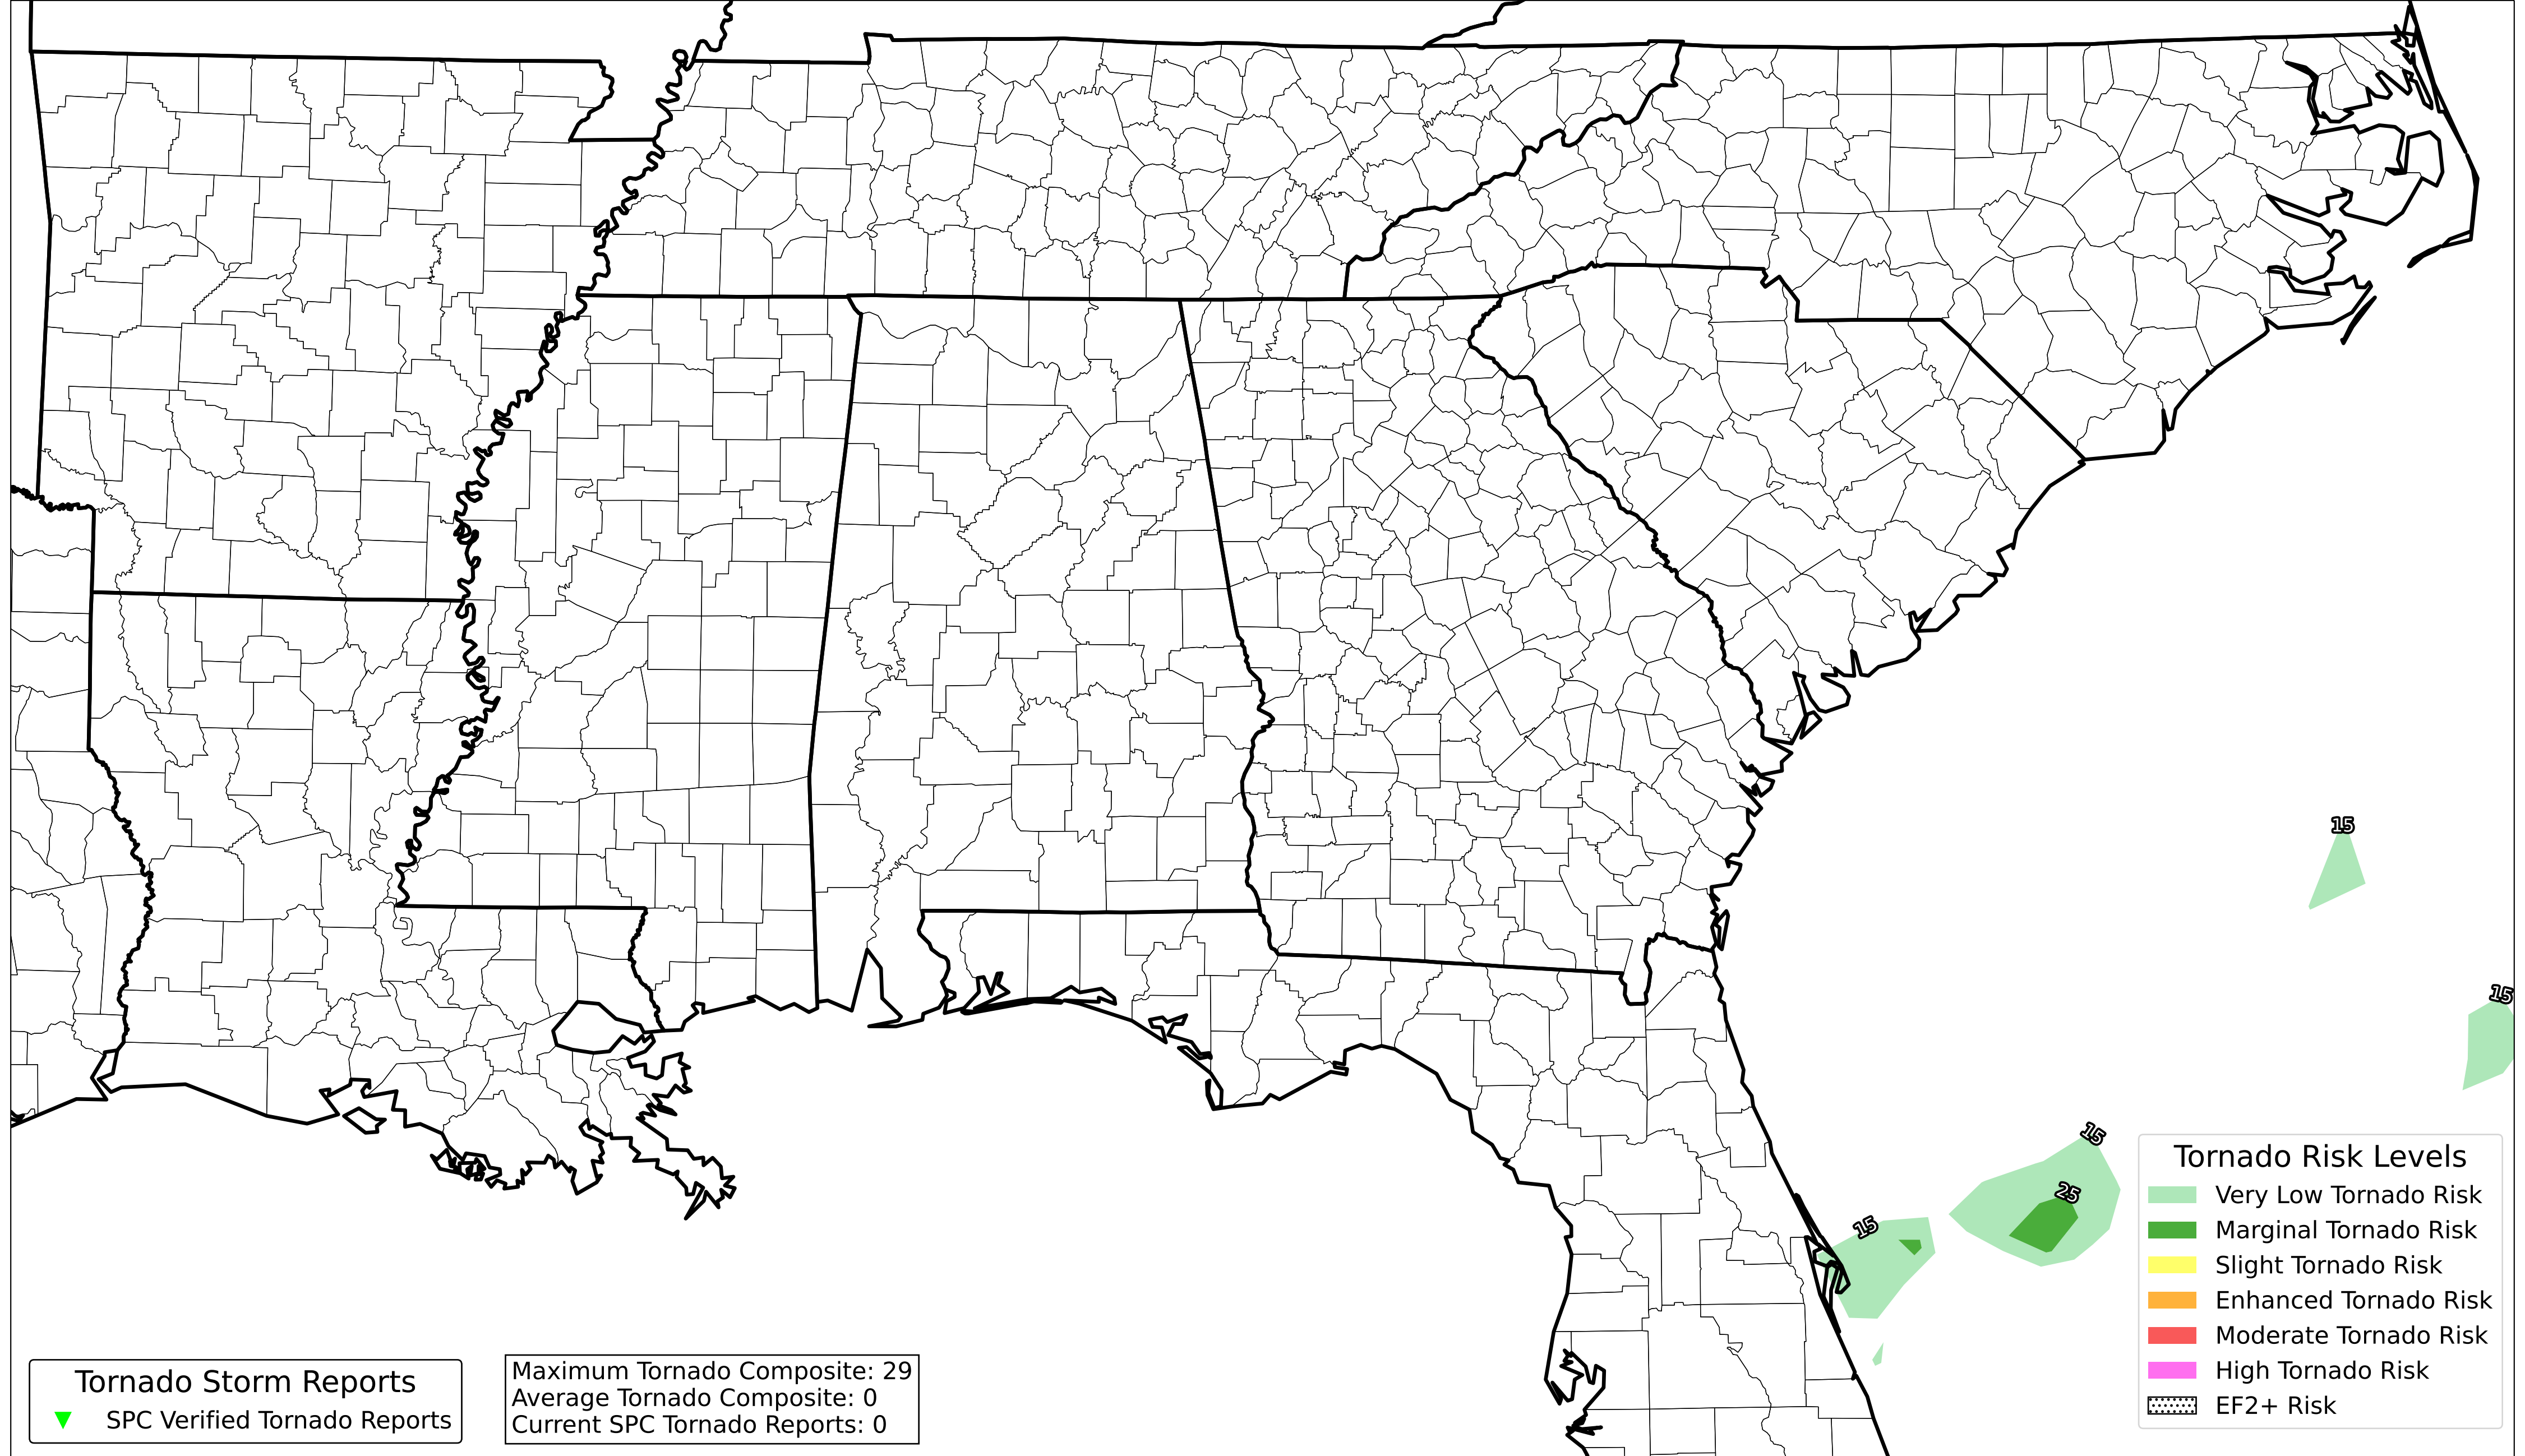 15
15
15
25
15
Tornado Risk Levels
Very Low Tornado Risk
Marginal Tornado Risk
Slight Tornado Risk
Enhanced Tornado Risk
Moderate Tornado Risk
High Tornado Risk
EF2+ Risk
Tornado Storm Reports
SPC Verified Tornado Reports
Maximum Tornado Composite: 29
Average Tornado Composite: 0
Current SPC Tornado Reports: 0